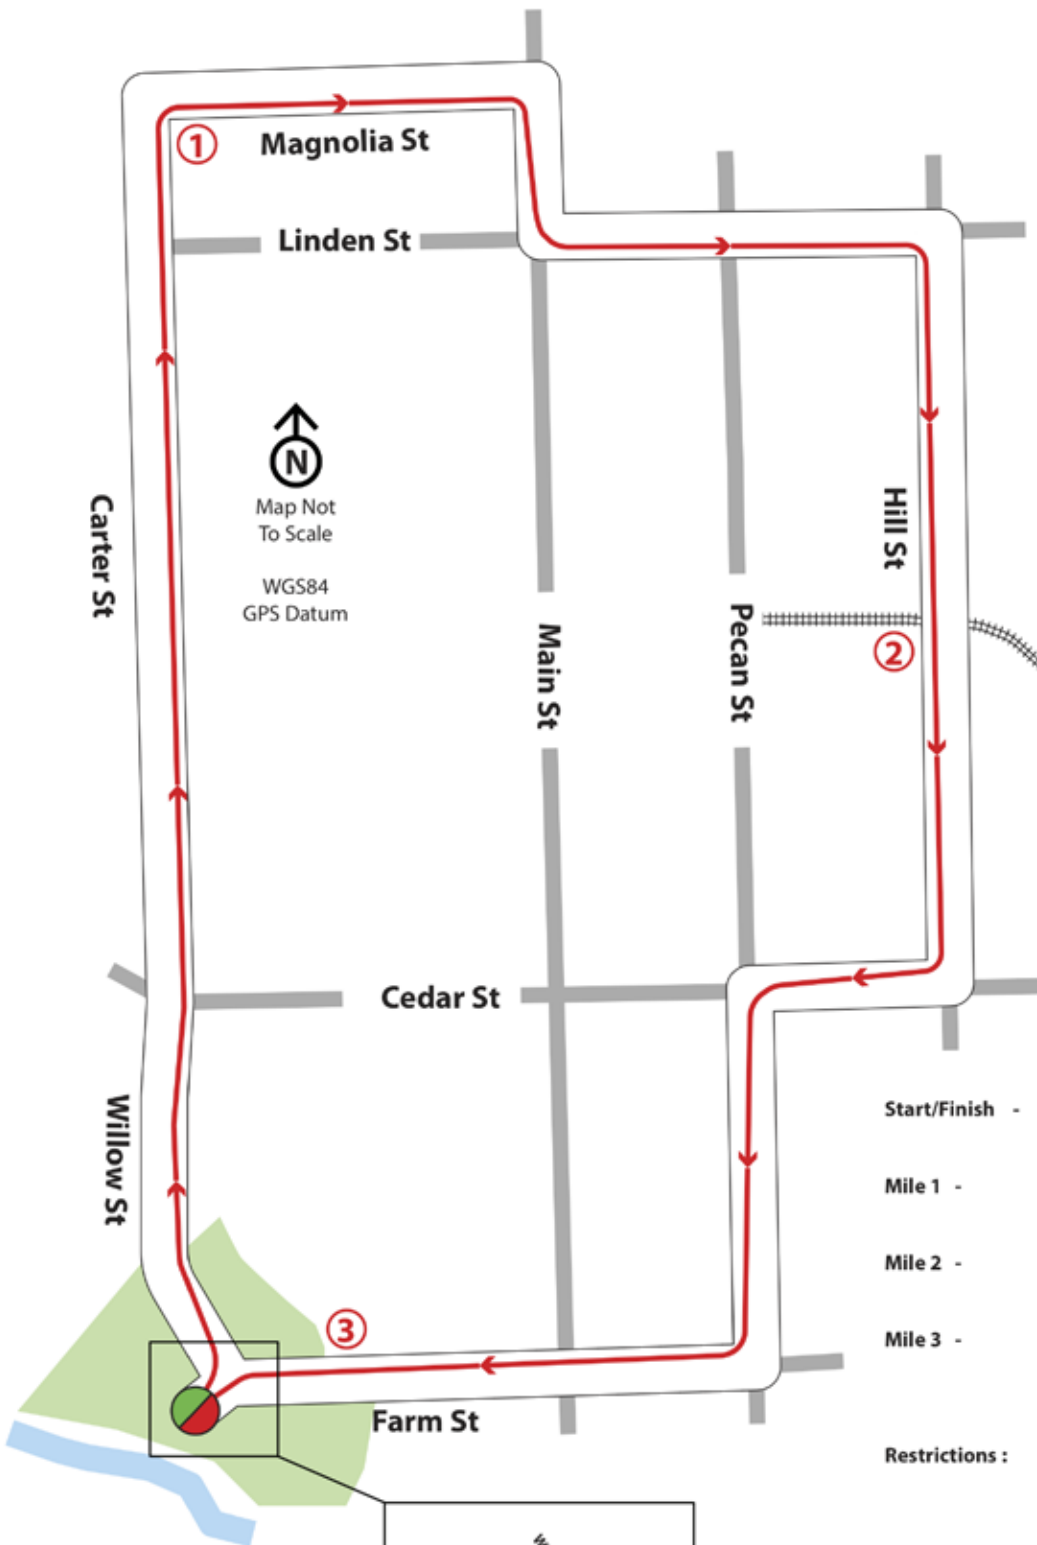 1
Magnolia St
Linden St
N
Map Not
To Scale
WGS84
GPS Datum
Carter St
Hill St
Main St
Pecan St
2
Cedar St
Willow St
Start/Finish -
Mile 1 -
Mile 2 -
Mile 3 -
3
Farm St
Restrictions :